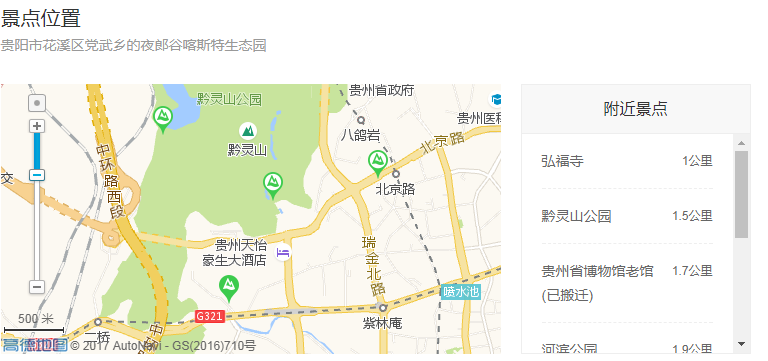 景点位置
贵阳市花溪区党武乡的夜郎谷喀斯特生态园
贵州省政府
黔灵山公园
贵州医科
八鸽岩
北京路
黔灵山
中环路西段
北京路
交
瑞金北路
贵州天怡
豪生大酒店
喷水池
G321
紫林庵
500 米
二桥
高德地图
© 2017 AutoNavi - GS(2016)710号
附近景点
弘福寺 1公里
黔灵山公园 1.5公里
贵州省博物馆老馆 1.7公里
(已搬迁)
河滨公园 1.9公里